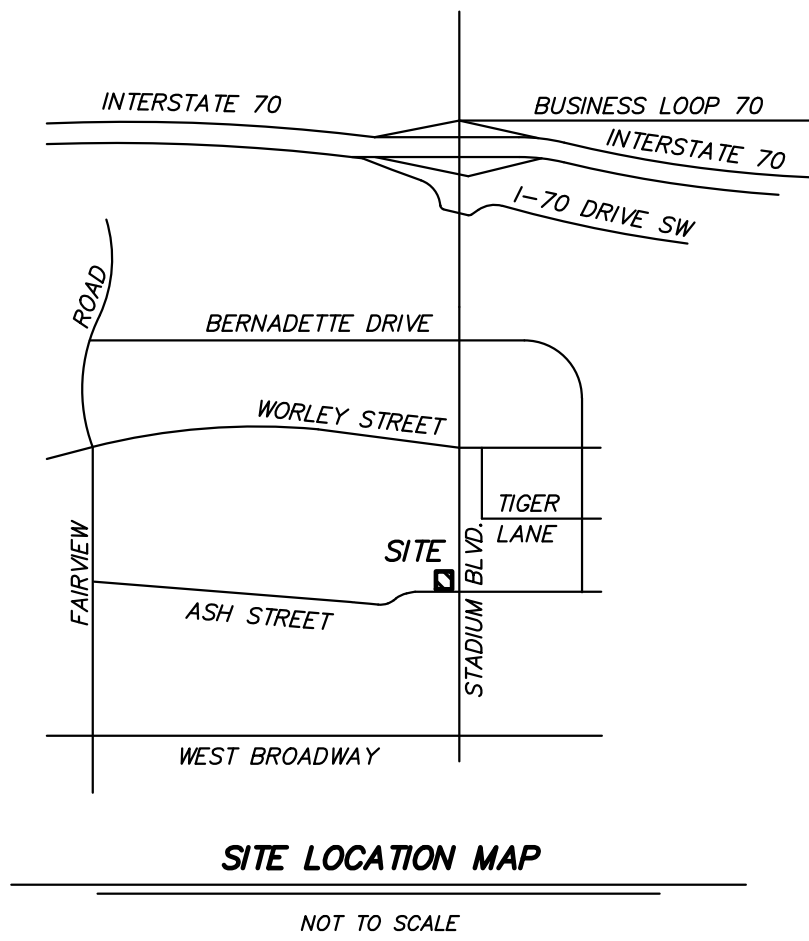 INTERSTATE 70
BUSINESS LOOP 70
INTERSTATE 70
I-70 DRIVE SW
ROAD
BERNADETTE DRIVE
WORLEY STREET
TIGER
LANE
SITE
FAIRVIEW
STADIUM BLVD.
ASH STREET
WEST BROADWAY
SITE LOCATION MAP
NOT TO SCALE